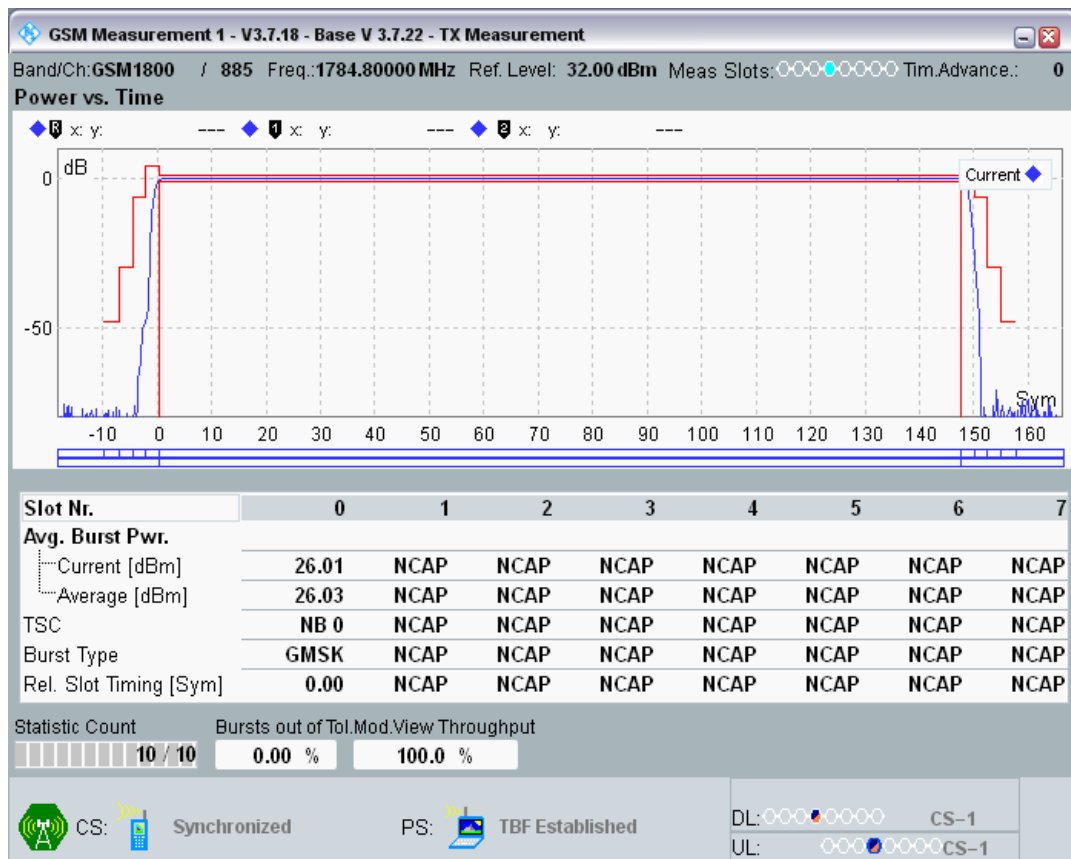 GSM Measurement 1 - V3.7.18 - Base V 3.7.22 - TX Measurement
Band/Ch:GSM1800 / 885 Freq.:1784.80000 MHz Ref. Level: 32.00 dBm Meas Slots: Tim.Advance.: 0
Power vs. Time
R x: y: --- 1 x: y: --- 2 x: y: ---
dB
Current
0
-50
Sym
-10 0 10 20 30 40 50 60 70 80 90 100 110 120 130 140 150 160
Slot Nr. 0 1 2 3 4 5 6 7
Avg. Burst Pwr.
Current [dBm] 26.01 NCAP NCAP NCAP NCAP NCAP NCAP NCAP
Average [dBm] 26.03 NCAP NCAP NCAP NCAP NCAP NCAP NCAP
TSC NB 0 NCAP NCAP NCAP NCAP NCAP NCAP NCAP
Burst Type GMSK NCAP NCAP NCAP NCAP NCAP NCAP NCAP
Rel. Slot Timing [Sym] 0.00 NCAP NCAP NCAP NCAP NCAP NCAP NCAP
Statistic Count Bursts out of Tol.Mod.View Throughput
10 / 10 0.00 % 100.0 %
CS: Synchronized PS: TBF Established
DL: CS-1
UL: CS-1